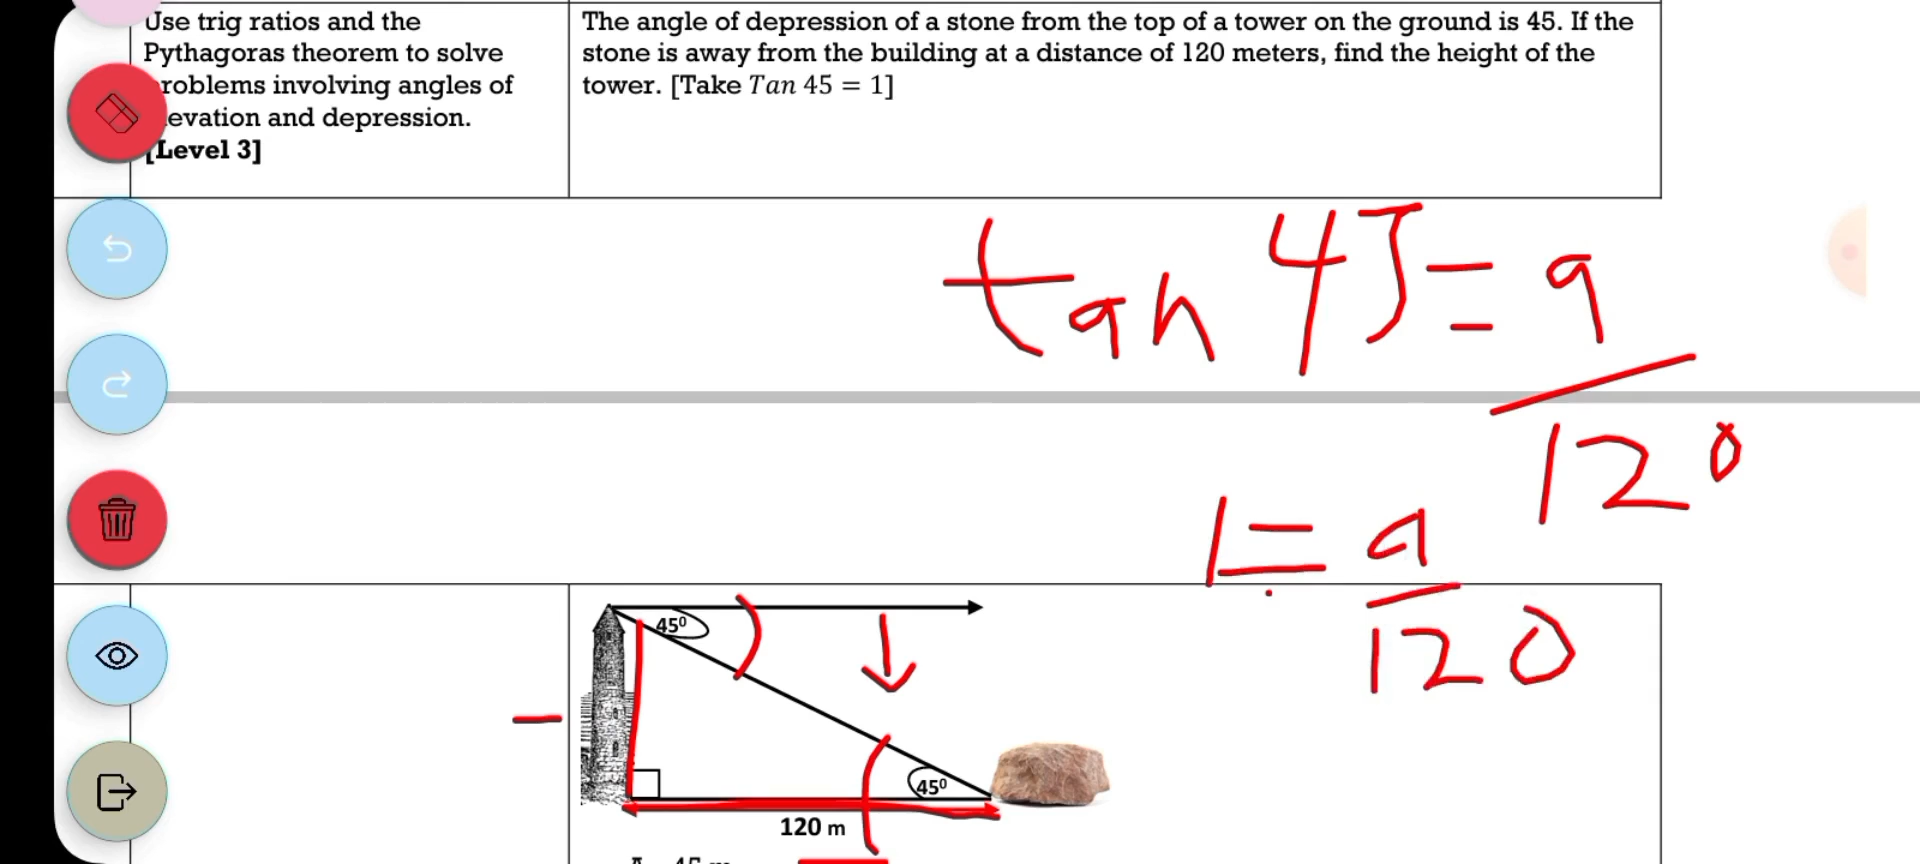 Use trig ratios and the
Pythagoras theorem to solve
roblems involving angles of
evation and depression.
[Level 3]
The angle of depression of a stone from the top of a tower on the ground is 45. If the
stone is away from the building at a distance of 120 meters, find the height of the
tower. [Take Tan 45 = 1]
tan 45 = a
120
1 = a
120
45⁰
45⁰
120 m